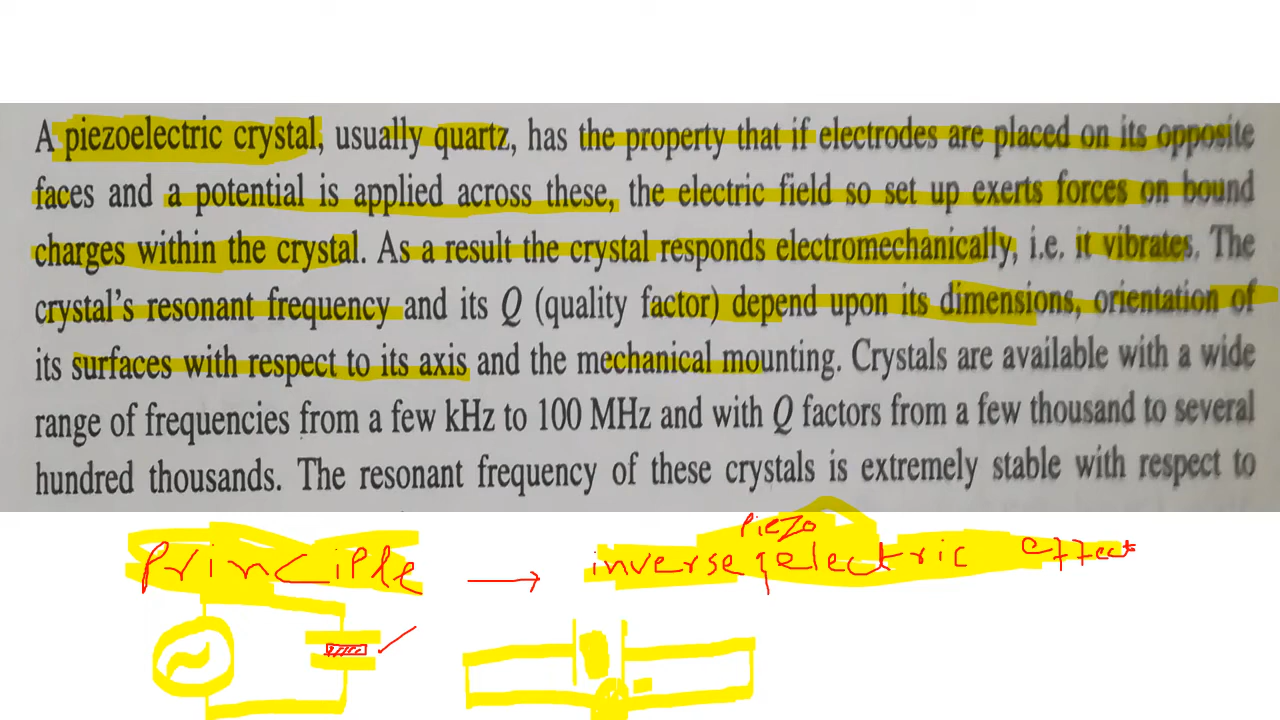 A piezoelectric crystal, usually quartz, has the property that if electrodes are placed on its opposite
faces and a potential is applied across these, the electric field so set up exerts forces on bound
charges within the crystal. As a result the crystal responds electromechanically, i.e. it vibrates. The
crystal's resonant frequency and its Q (quality factor) depend upon its dimensions, orientation of
its surfaces with respect to its axis and the mechanical mounting. Crystals are available with a wide
range of frequencies from a few kHz to 100 MHz and with Q factors from a few thousand to several
hundred thousands. The resonant frequency of these crystals is extremely stable with respect to
Piezo
Principle → inverse electric effect